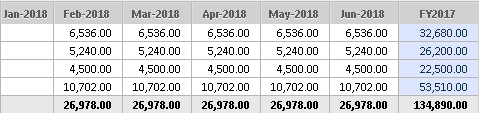 Jan-2018 Feb-2018 Mar-2018 Apr-2018 May-2018 Jun-2018 FY2017
6,536.00 6,536.00 6,536.00 6,536.00 6,536.00 32,680.00
5,240.00 5,240.00 5,240.00 5,240.00 5,240.00 26,200.00
4,500.00 4,500.00 4,500.00 4,500.00 4,500.00 22,500.00
10,702.00 10,702.00 10,702.00 10,702.00 10,702.00 53,510.00
26,978.00 26,978.00 26,978.00 26,978.00 26,978.00 134,890.00